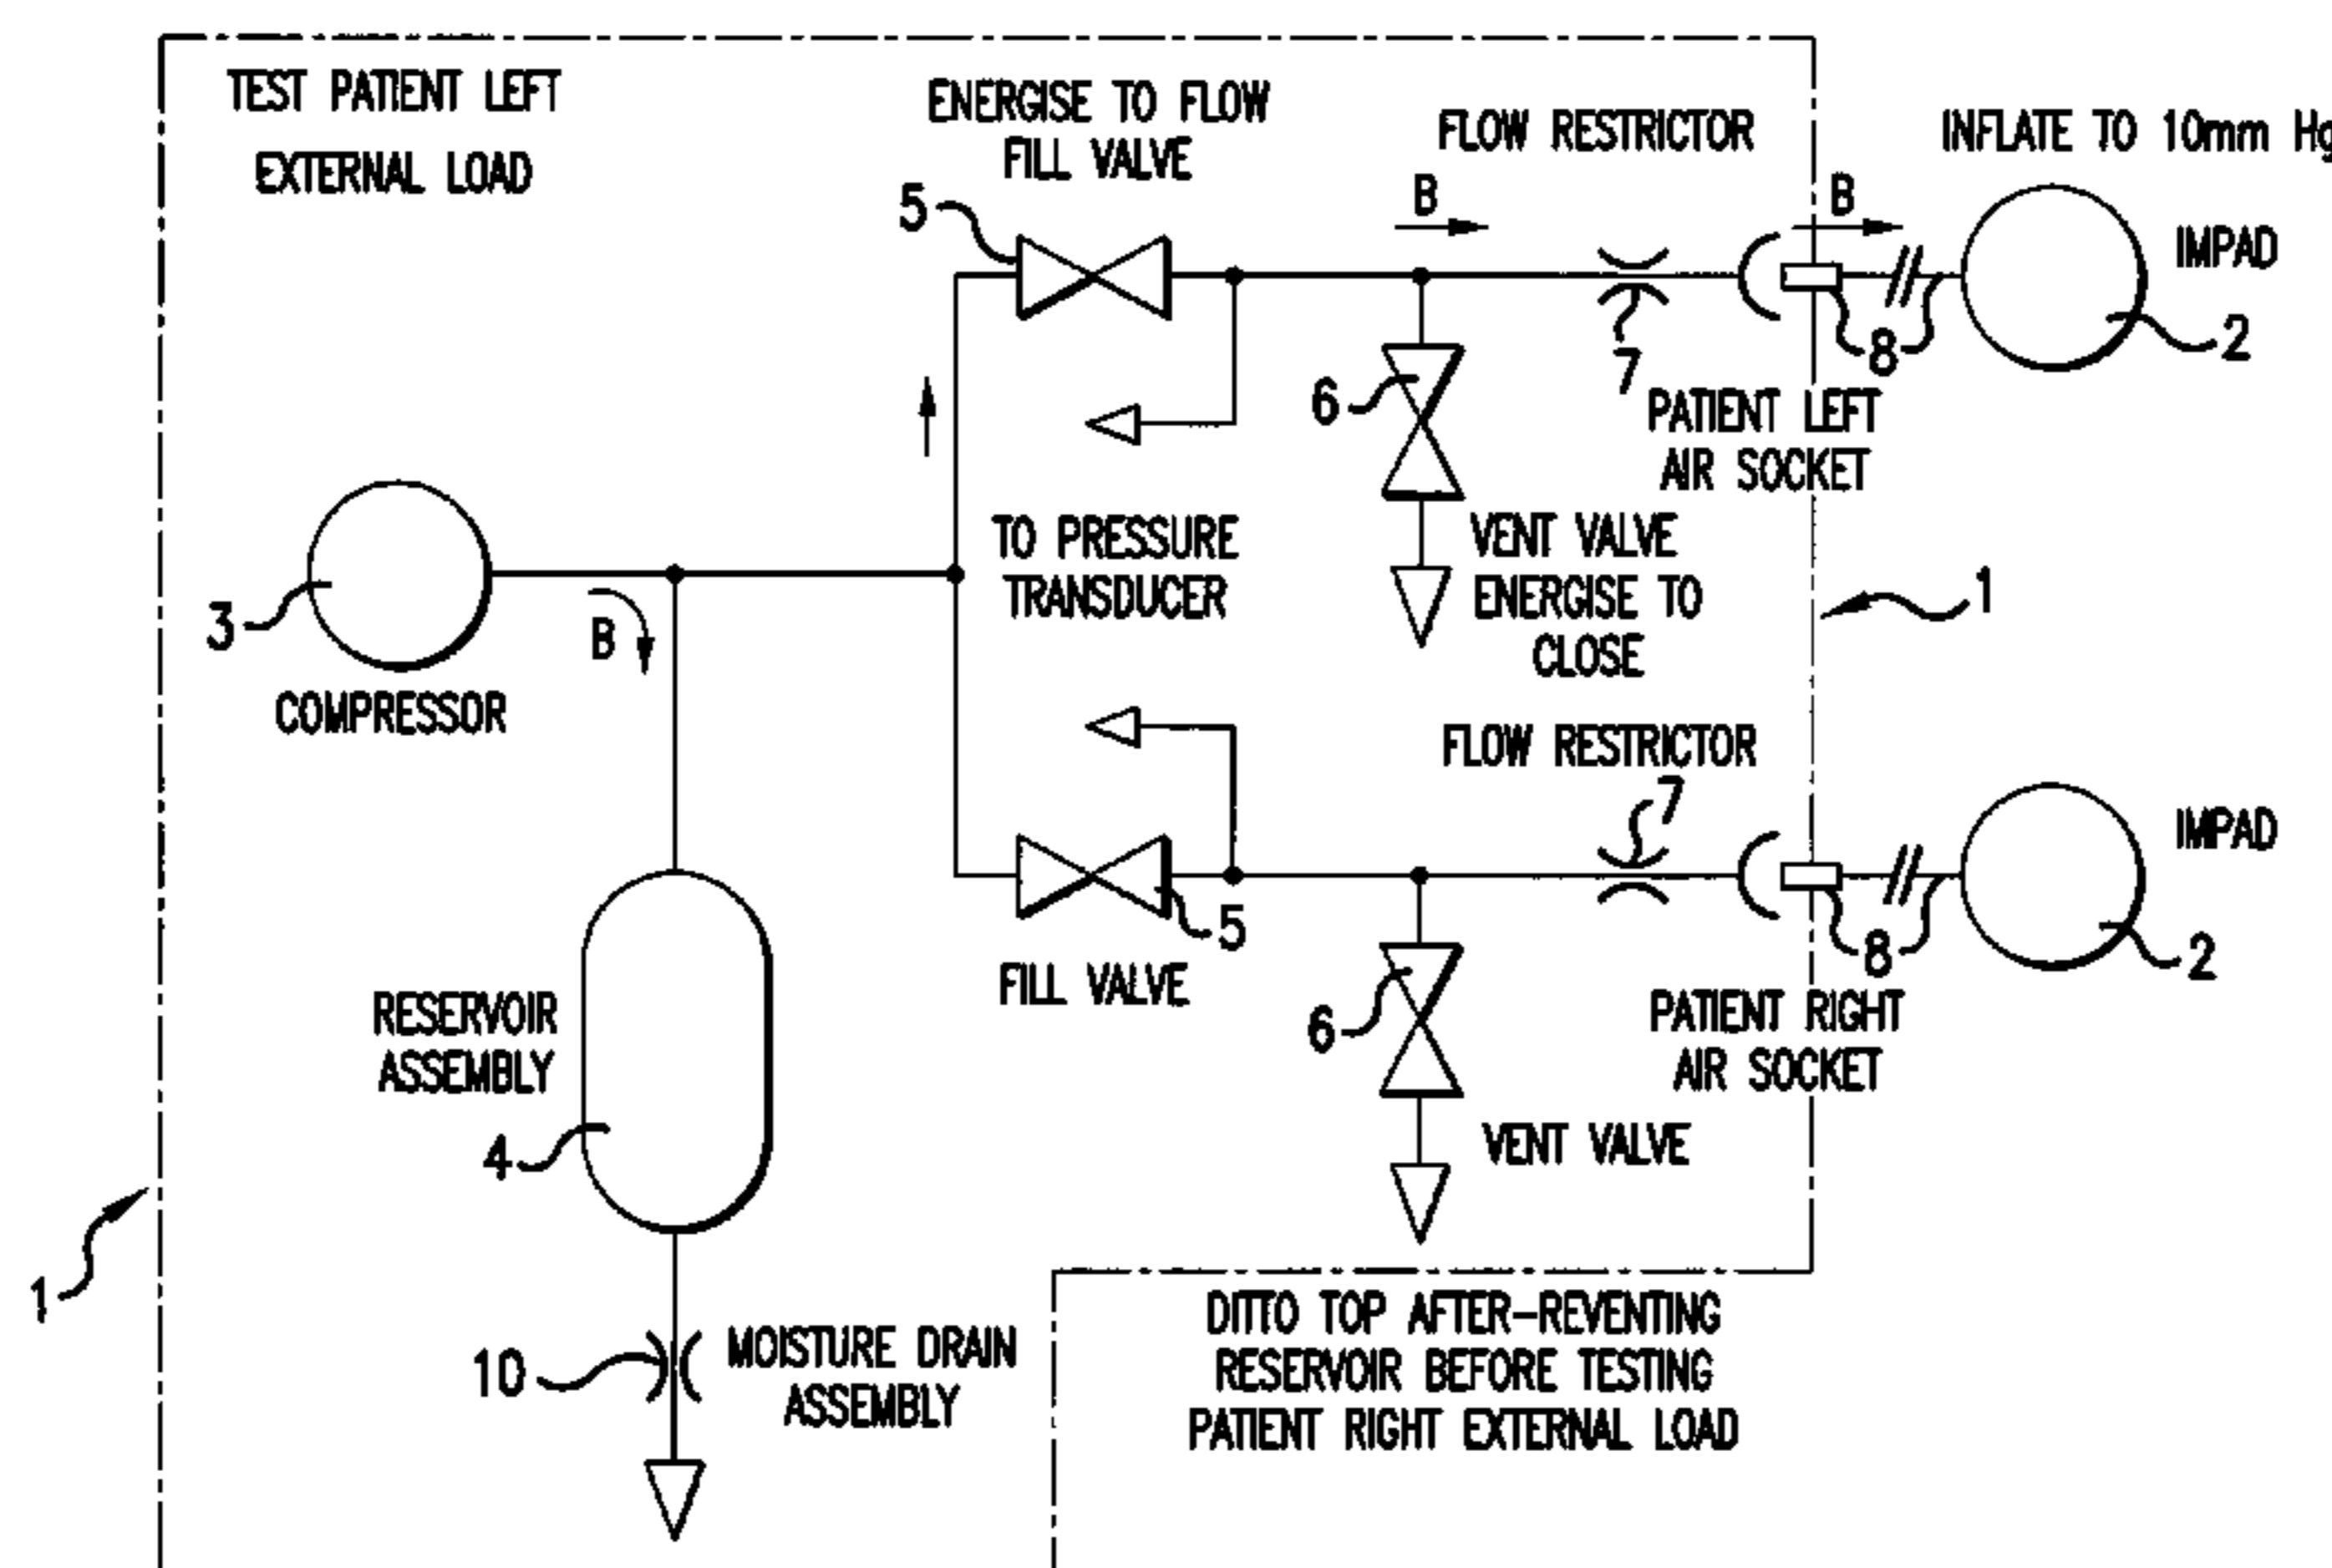 TEST PATIENT LEFT
EXTERNAL LOAD
ENERGISE TO FLOW
FILL VALVE
5
FLOW RESTRICTOR
B
7
INFLATE TO 10mm Hg
B
IMPAD
8
2
6
PATIENT LEFT
AIR SOCKET
TO PRESSURE
TRANSDUCER
VENT VALVE
ENERGISE TO
CLOSE
1
3
B
COMPRESSOR
FLOW RESTRICTOR
7
IMPAD
5
8
2
FILL VALVE
6
PATIENT RIGHT
AIR SOCKET
RESERVOIR
ASSEMBLY
4
VENT VALVE
1
10
MOISTURE DRAIN
ASSEMBLY
DITTO TOP AFTER-REVENTING
RESERVOIR BEFORE TESTING
PATIENT RIGHT EXTERNAL LOAD